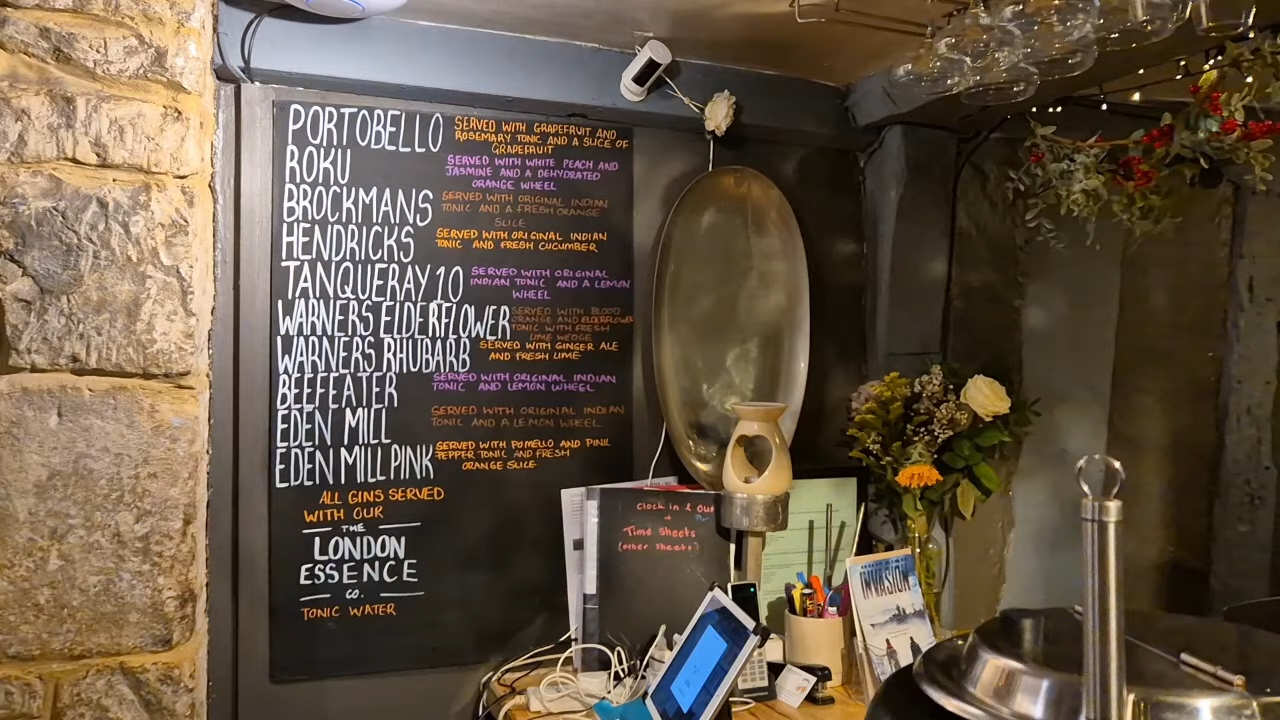 PORTOBELLO
SERVED WITH GRAPEFRUIT AND
ROSEMARY TONIC AND A SLICE OF
GRAPEFRUIT
ROKU
SERVED WITH WHITE PEACH AND
JASMINE AND A DEHYDRATED
ORANGE WHEEL
BROCKMANS
SERVED WITH ORIGINAL INDIAN
TONIC AND A FRESH ORANGE
SLICE
HENDRICKS
SERVED WITH ORIGINAL INDIAN
TONIC AND FRESH CUCUMBER
TANQUERAY 10
SERVED WITH ORIGINAL
INDIAN TONIC AND A LEMON
WHEEL
WARNERS ELDERFLOWER
SERVED WITH BLOOD
ORANGE AND ELDERFLOWER
TONIC WITH FRESH
LIME WEDGE
WARNERS RHUBARB
SERVED WITH GINGER ALE
AND FRESH LIME
BEEFEATER
SERVED WITH ORIGINAL INDIAN
TONIC AND LEMON WHEEL
EDEN MILL
SERVED WITH ORIGINAL INDIAN
TONIC AND A LEMON WHEEL
EDEN MILL PINK
SERVED WITH POMELLO AND PINK
PEPPER TONIC AND FRESH
ORANGE SLICE
ALL GINS SERVED
WITH OUR
THE
LONDON
ESSENCE
CO.
TONIC WATER
Clock in & Out
+
Time sheets
(other sheets)
INVASION